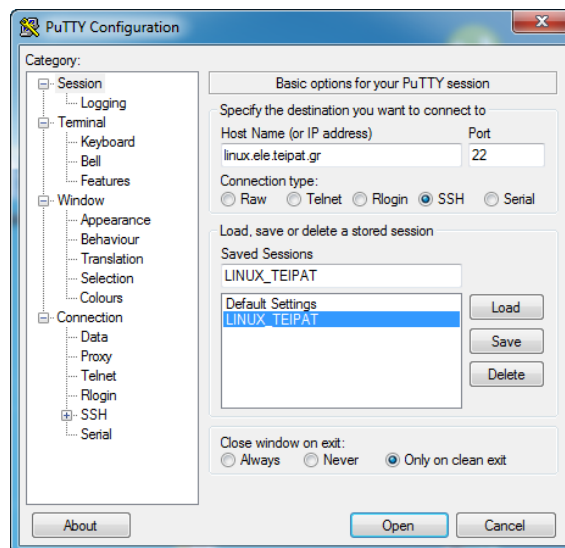 PuTTY Configuration
Category:
Session
Logging
Terminal
Keyboard
Bell
Features
Window
Appearance
Behaviour
Translation
Selection
Colours
Connection
Data
Proxy
Telnet
Rlogin
SSH
Serial
Basic options for your PuTTY session
Specify the destination you want to connect to
Host Name (or IP address) Port
linux.ele.teipat.gr 22
Connection type:
Raw Telnet Rlogin SSH Serial
Load, save or delete a stored session
Saved Sessions
LINUX_TEIPAT
Default Settings
LINUX_TEIPAT
Load
Save
Delete
Close window on exit:
Always Never Only on clean exit
About Open Cancel